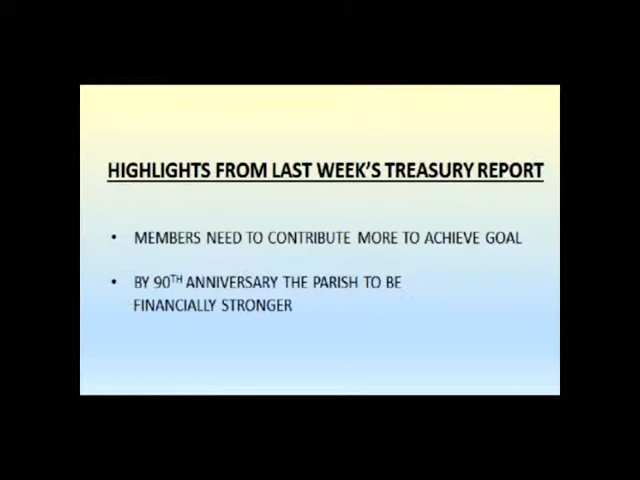 HIGHLIGHTS FROM LAST WEEK'S TREASURY REPORT
• MEMBERS NEED TO CONTRIBUTE MORE TO ACHIEVE GOAL
• BY 90TH ANNIVERSARY THE PARISH TO BE
FINANCIALLY STRONGER